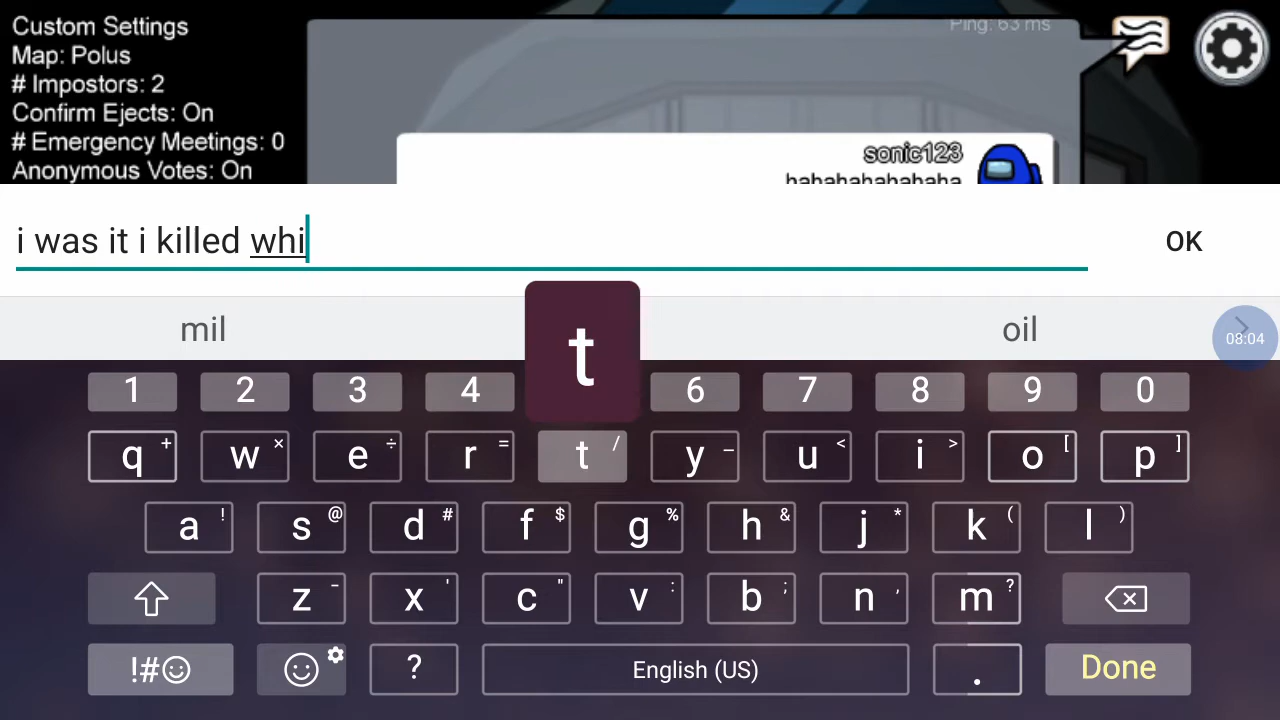 Custom Settings
Map: Polus
# Impostors: 2
Confirm Ejects: On
# Emergency Meetings: 0
Anonymous Votes: On
Ping: 63 ms
sonic123
hahahahahahaha
i was it i killed whi
OK
mil
oil
08:04
t
1 2 3 4 6 7 8 9 0
q + w × e ÷ r = t / y _ u < i > o [ p ]
a ! s @ d # f $ g % h & j * k ( l )
z - x ' c " v : b ; n , m ?
!#☺ ? English (US) . Done